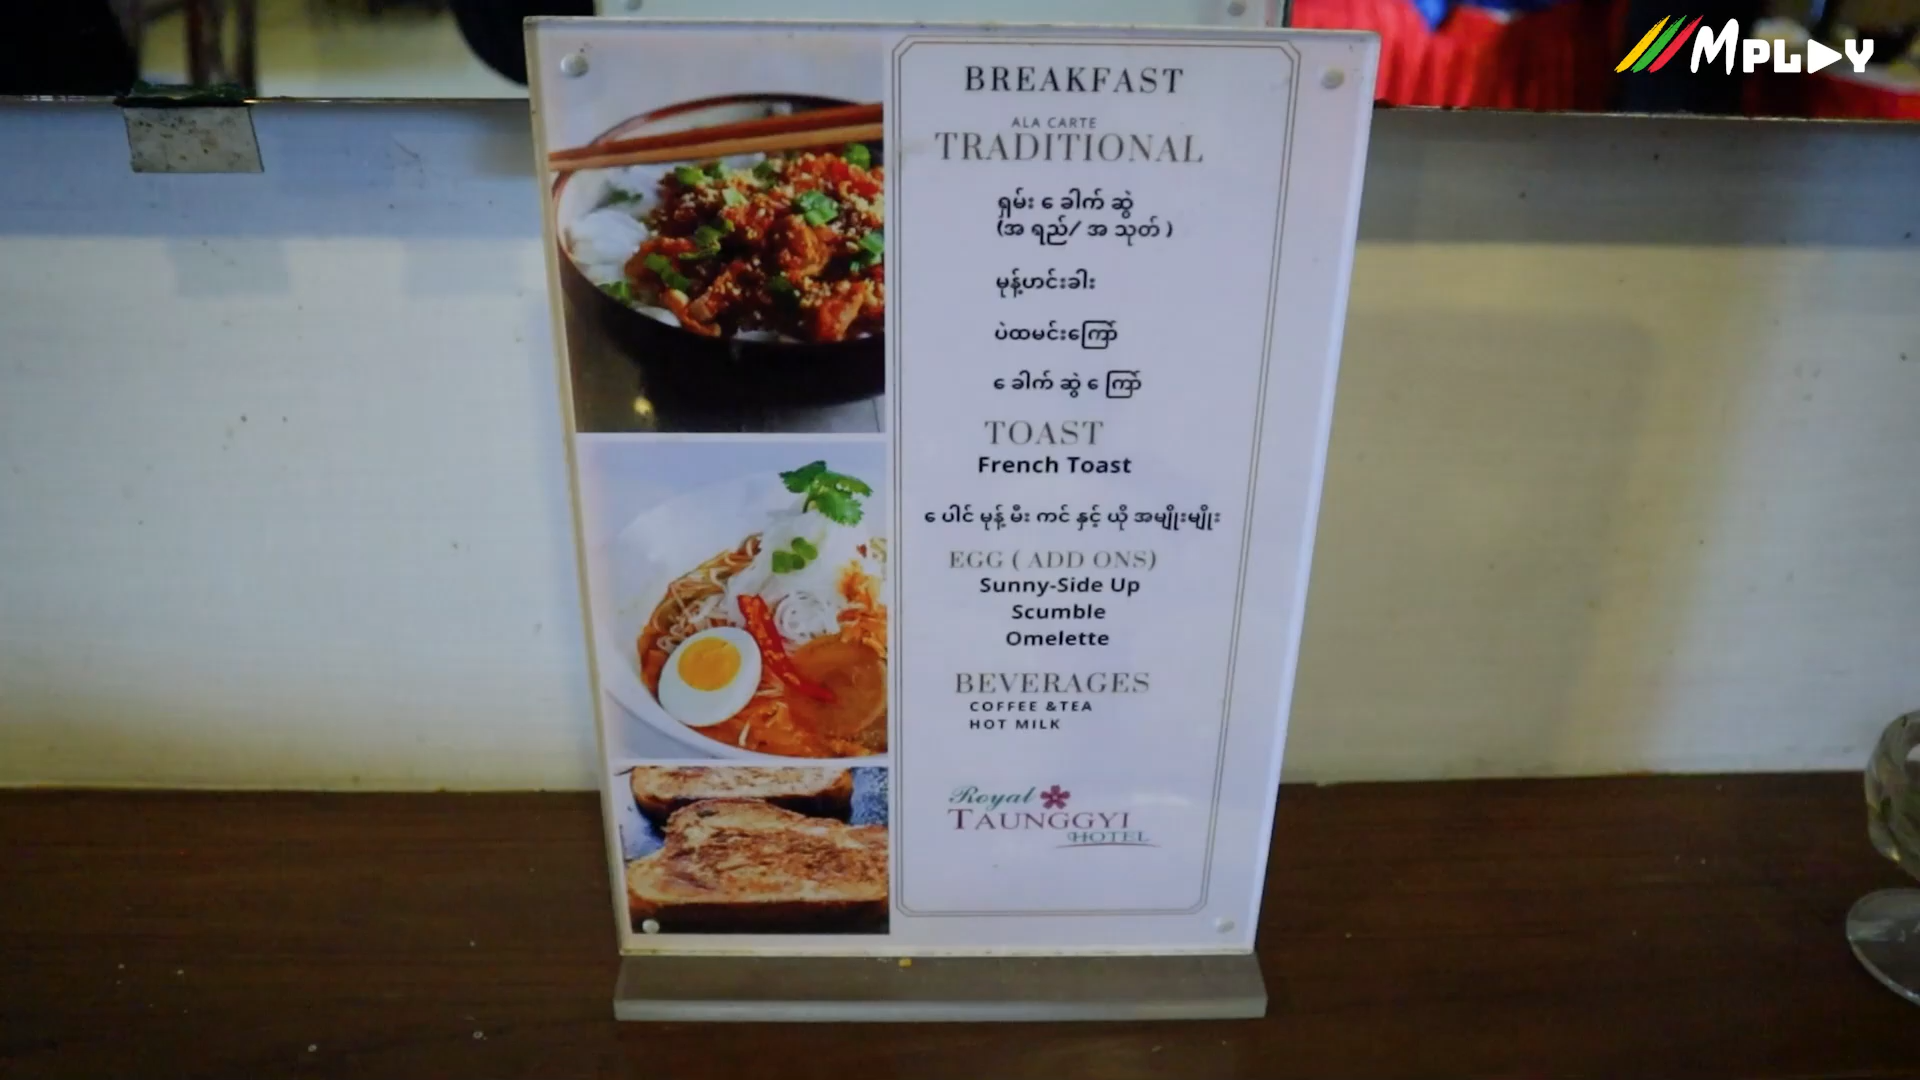 MPLAY
BREAKFAST
ALA CARTE
TRADITIONAL
ရှမ်း ခေါက် ဆွဲ
(အ ရည်/ အ သုတ် )
မုန့်ဟင်းခါး
ပဲထမင်းကြော်
ခေါက် ဆွဲ ကြော်
TOAST
French Toast
ပေါင် မုန့် မီး ကင် နှင့် ယို အမျိုးမျိုး
EGG ( ADD ONS)
Sunny-Side Up
Scumble
Omelette
BEVERAGES
COFFEE &TEA
HOT MILK
Royal
TAUNGGYI
HOTEL